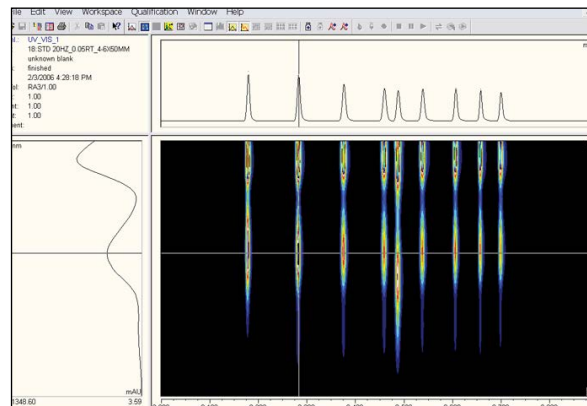 File Edit View Workspace Qualification Window Help
UV_VIS_1
18:STD 20HZ_0.05RT_4-6X50MM
unknown blank
finished
2/3/2006 4:28:18 PM
RA3/1.00
1.00
1.00
1.00
nm
mAU
1348.60 3.59